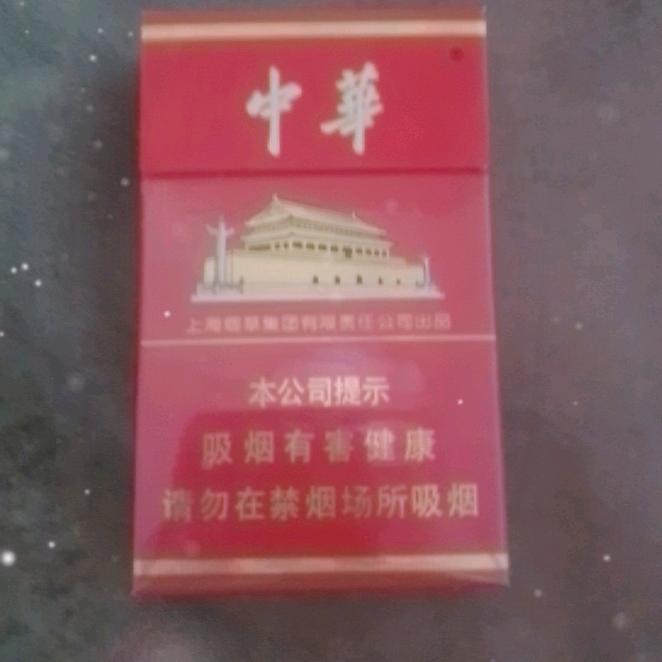 中華
上海烟草集团有限责任公司出品
本公司提示
吸烟有害健康
请勿在禁烟场所吸烟